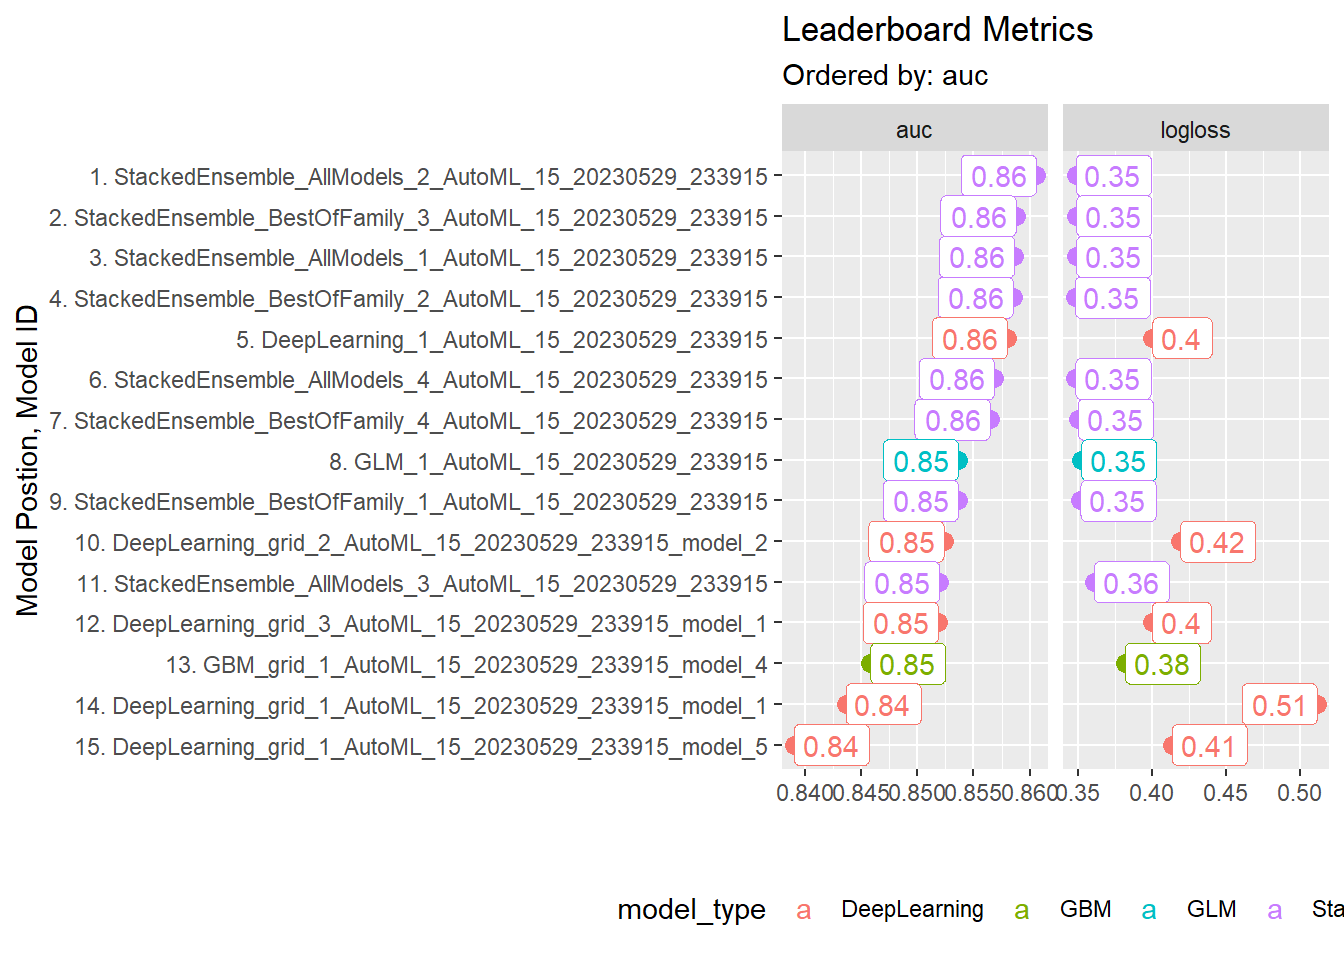 Leaderboard Metrics
Ordered by: auc
auc logloss
Model Postion, Model ID
1. StackedEnsemble_AllModels_2_AutoML_15_20230529_233915 0.86 0.35
2. StackedEnsemble_BestOfFamily_3_AutoML_15_20230529_233915 0.86 0.35
3. StackedEnsemble_AllModels_1_AutoML_15_20230529_233915 0.86 0.35
4. StackedEnsemble_BestOfFamily_2_AutoML_15_20230529_233915 0.86 0.35
5. DeepLearning_1_AutoML_15_20230529_233915 0.86 0.4
6. StackedEnsemble_AllModels_4_AutoML_15_20230529_233915 0.86 0.35
7. StackedEnsemble_BestOfFamily_4_AutoML_15_20230529_233915 0.86 0.35
8. GLM_1_AutoML_15_20230529_233915 0.85 0.35
9. StackedEnsemble_BestOfFamily_1_AutoML_15_20230529_233915 0.85 0.35
10. DeepLearning_grid_2_AutoML_15_20230529_233915_model_2 0.85 0.42
11. StackedEnsemble_AllModels_3_AutoML_15_20230529_233915 0.85 0.36
12. DeepLearning_grid_3_AutoML_15_20230529_233915_model_1 0.85 0.4
13. GBM_grid_1_AutoML_15_20230529_233915_model_4 0.85 0.38
14. DeepLearning_grid_1_AutoML_15_20230529_233915_model_1 0.84 0.51
15. DeepLearning_grid_1_AutoML_15_20230529_233915_model_5 0.84 0.41
0.840 0.845 0.850 0.855 0.860 0.35 0.40 0.45 0.50
model_type a DeepLearning a GBM a GLM a Sta